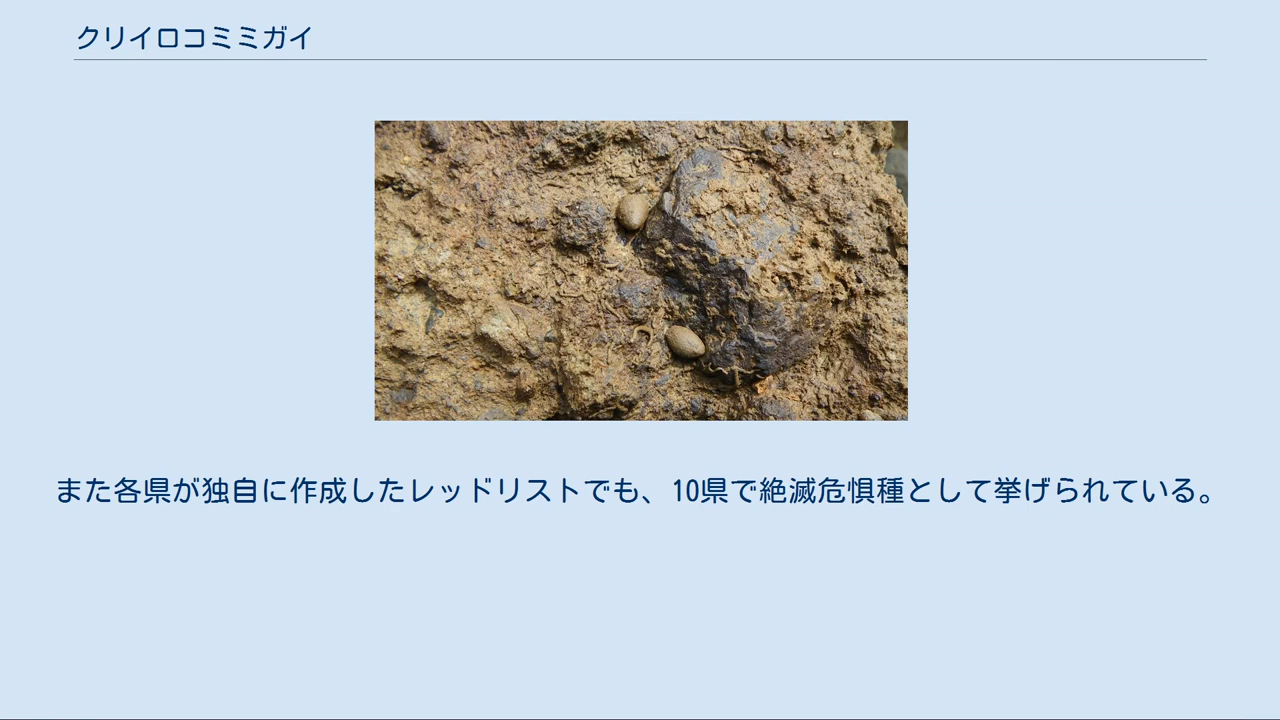 クリイロコミミガイ
また各県が独自に作成したレッドリストでも、10県で絶滅危惧種として挙げられている。